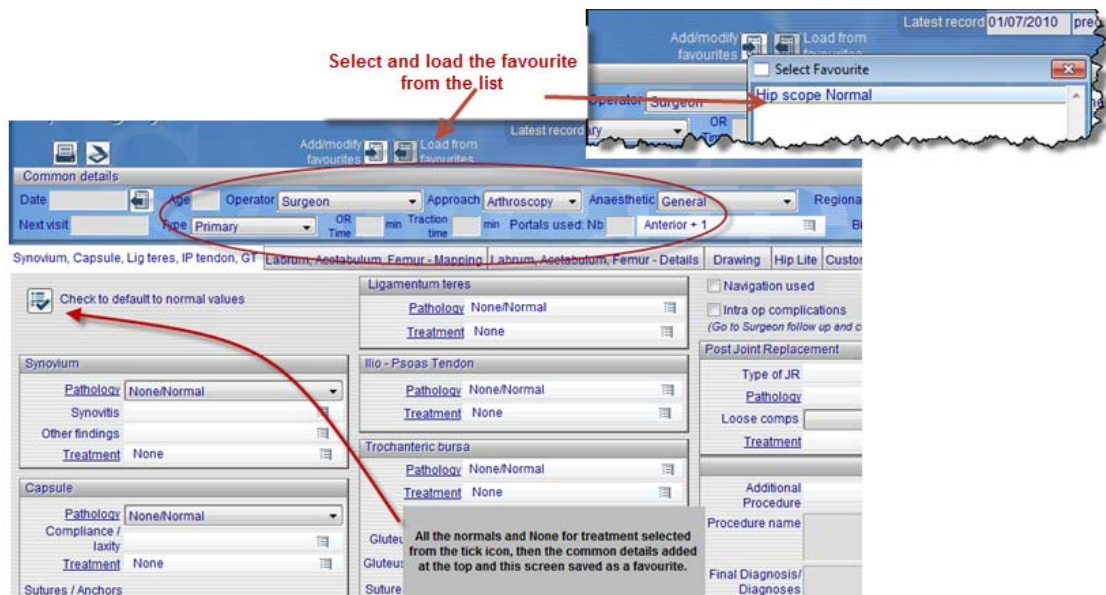 Latest record 01/07/2010 pred
Add/modify favourites
Load from
Select Favourite
Hip scope Normal
Operator Surgeon
OR
Select and load the favourite
from the list
Latest record
Add/modify favourites
Load from favourites
Common details
Date Age Operator Surgeon Approach Arthroscopy Anaesthetic General Regiona
Next visit Type Primary OR Time min Traction time min Portals used: Nb Anterior + 1
Synovium, Capsule, Lig teres, IP tendon, GT Labrum, Acetabulum, Femur - Mapping Labrum, Acetabulum, Femur - Details Drawing Hip Lite Custor
Check to default to normal values
Synovium
Pathology None/Normal
Synovitis
Other findings
Treatment None
Capsule
Pathology None/Normal
Compliance /
laxity
Treatment None
Sutures / Anchors
Ligamentum teres
Pathology None/Normal
Treatment None
Ilio - Psoas Tendon
Pathology None/Normal
Treatment None
Trochanteric bursa
Pathology None/Normal
Treatment None
Gluteu
Gluteus
Suture
All the normals and None for treatment selected
from the tick icon, then the common details added
at the top and this screen saved as a favourite.
Navigation used
Intra op complications
(Go to Surgeon follow up and c
Post Joint Replacement
Type of JR
Pathology
Loose comps
Treatment
Additional
Procedure
Procedure name
Final Diagnosis/
Diagnoses